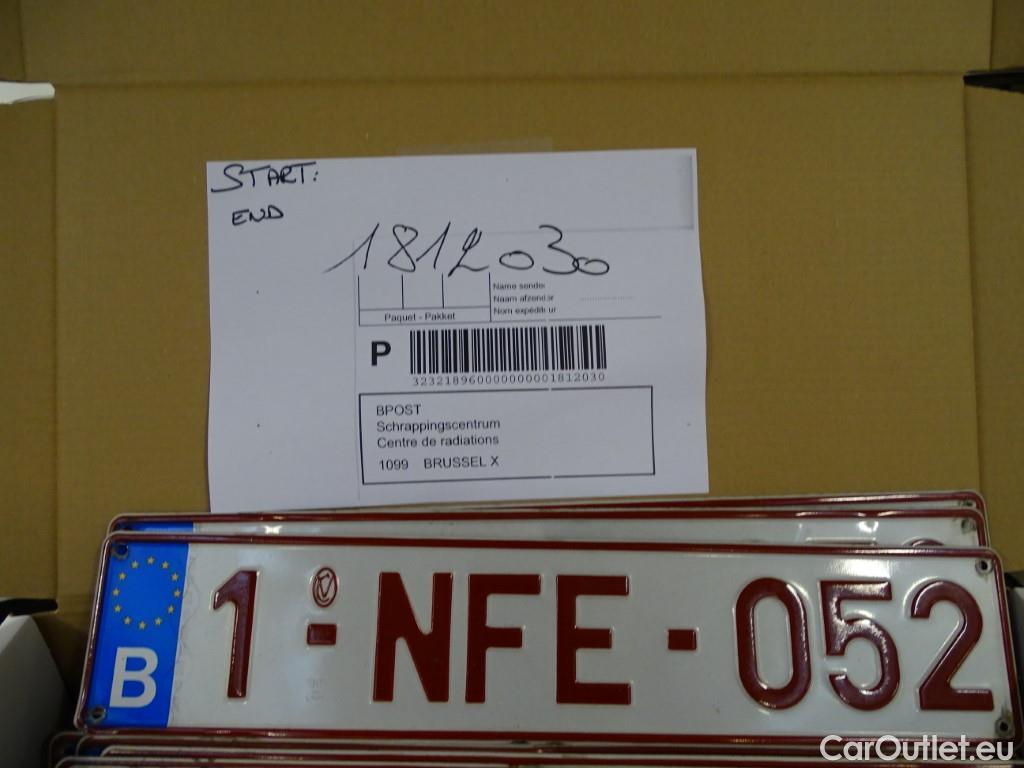 START:
END
1812030
Name sender
Naam afzender
Nom expéditeur
Paquet - Pakket
P
3232189600000000001812030
BPOST
Schrappingscentrum
Centre de radiations
1099 BRUSSEL X
B
1-NFE-052
CarOutlet.eu